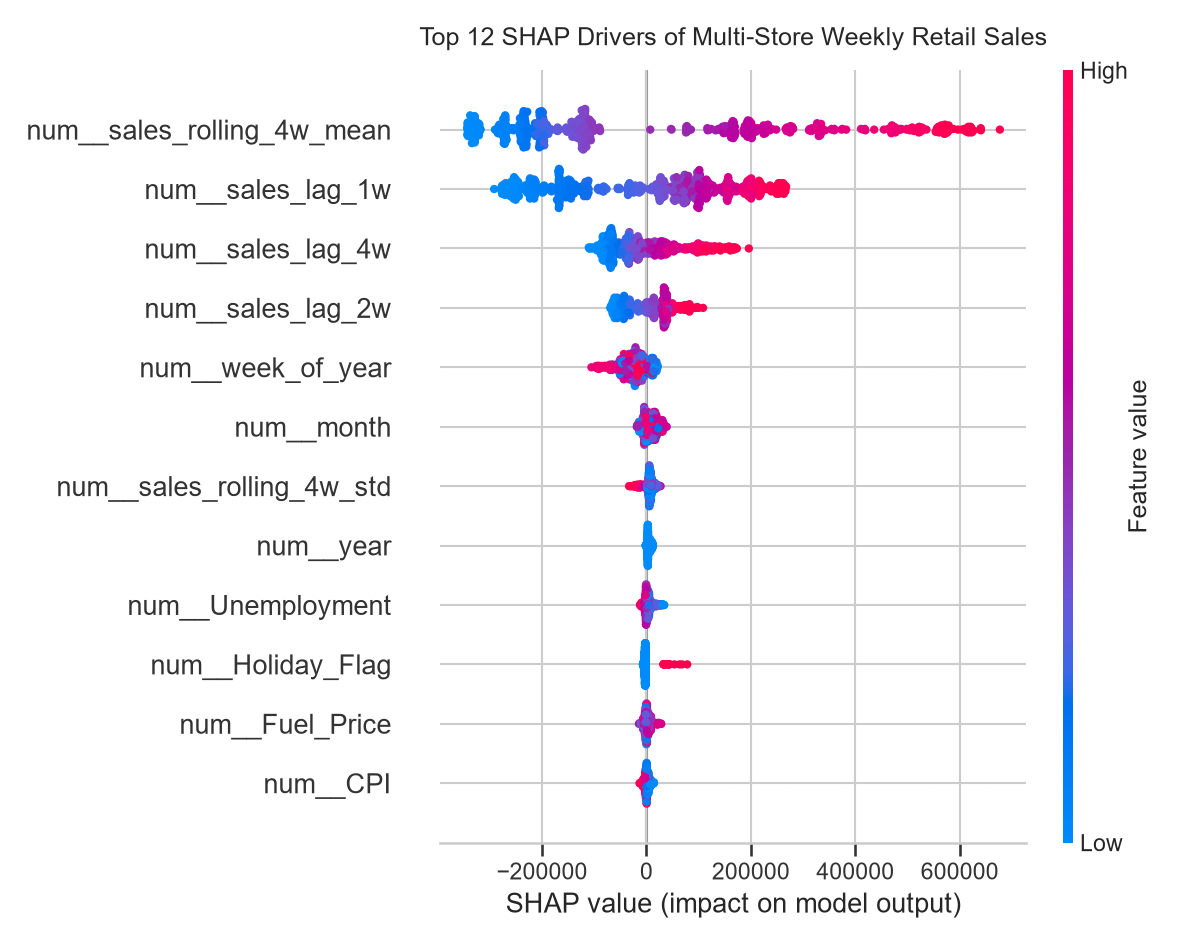 Top 12 SHAP Drivers of Multi-Store Weekly Retail Sales
High
num__sales_rolling_4w_mean
num__sales_lag_1w
num__sales_lag_4w
num__sales_lag_2w
num__week_of_year
num__month
num__sales_rolling_4w_std
num__year
num__Unemployment
num__Holiday_Flag
num__Fuel_Price
num__CPI
Feature value
Low
−200000 0 200000 400000 600000
SHAP value (impact on model output)